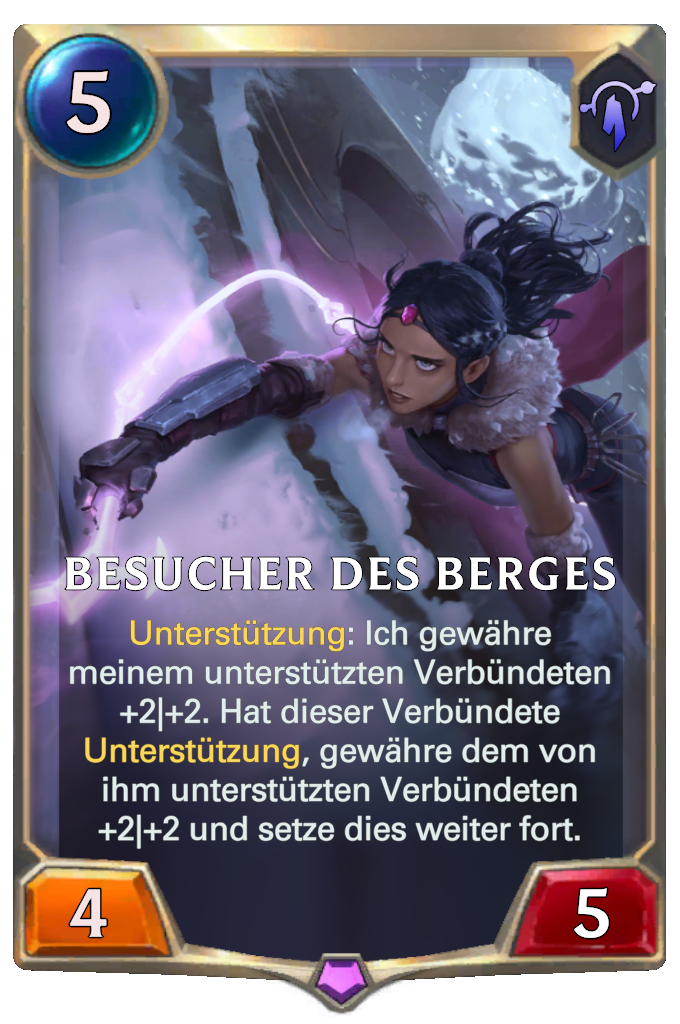 5
BESUCHER DES BERGES
Unterstützung: Ich gewähre
meinem unterstützten Verbündeten
+2|+2. Hat dieser Verbündete
Unterstützung, gewähre dem von
ihm unterstützten Verbündeten
+2|+2 und setze dies weiter fort.
4
5